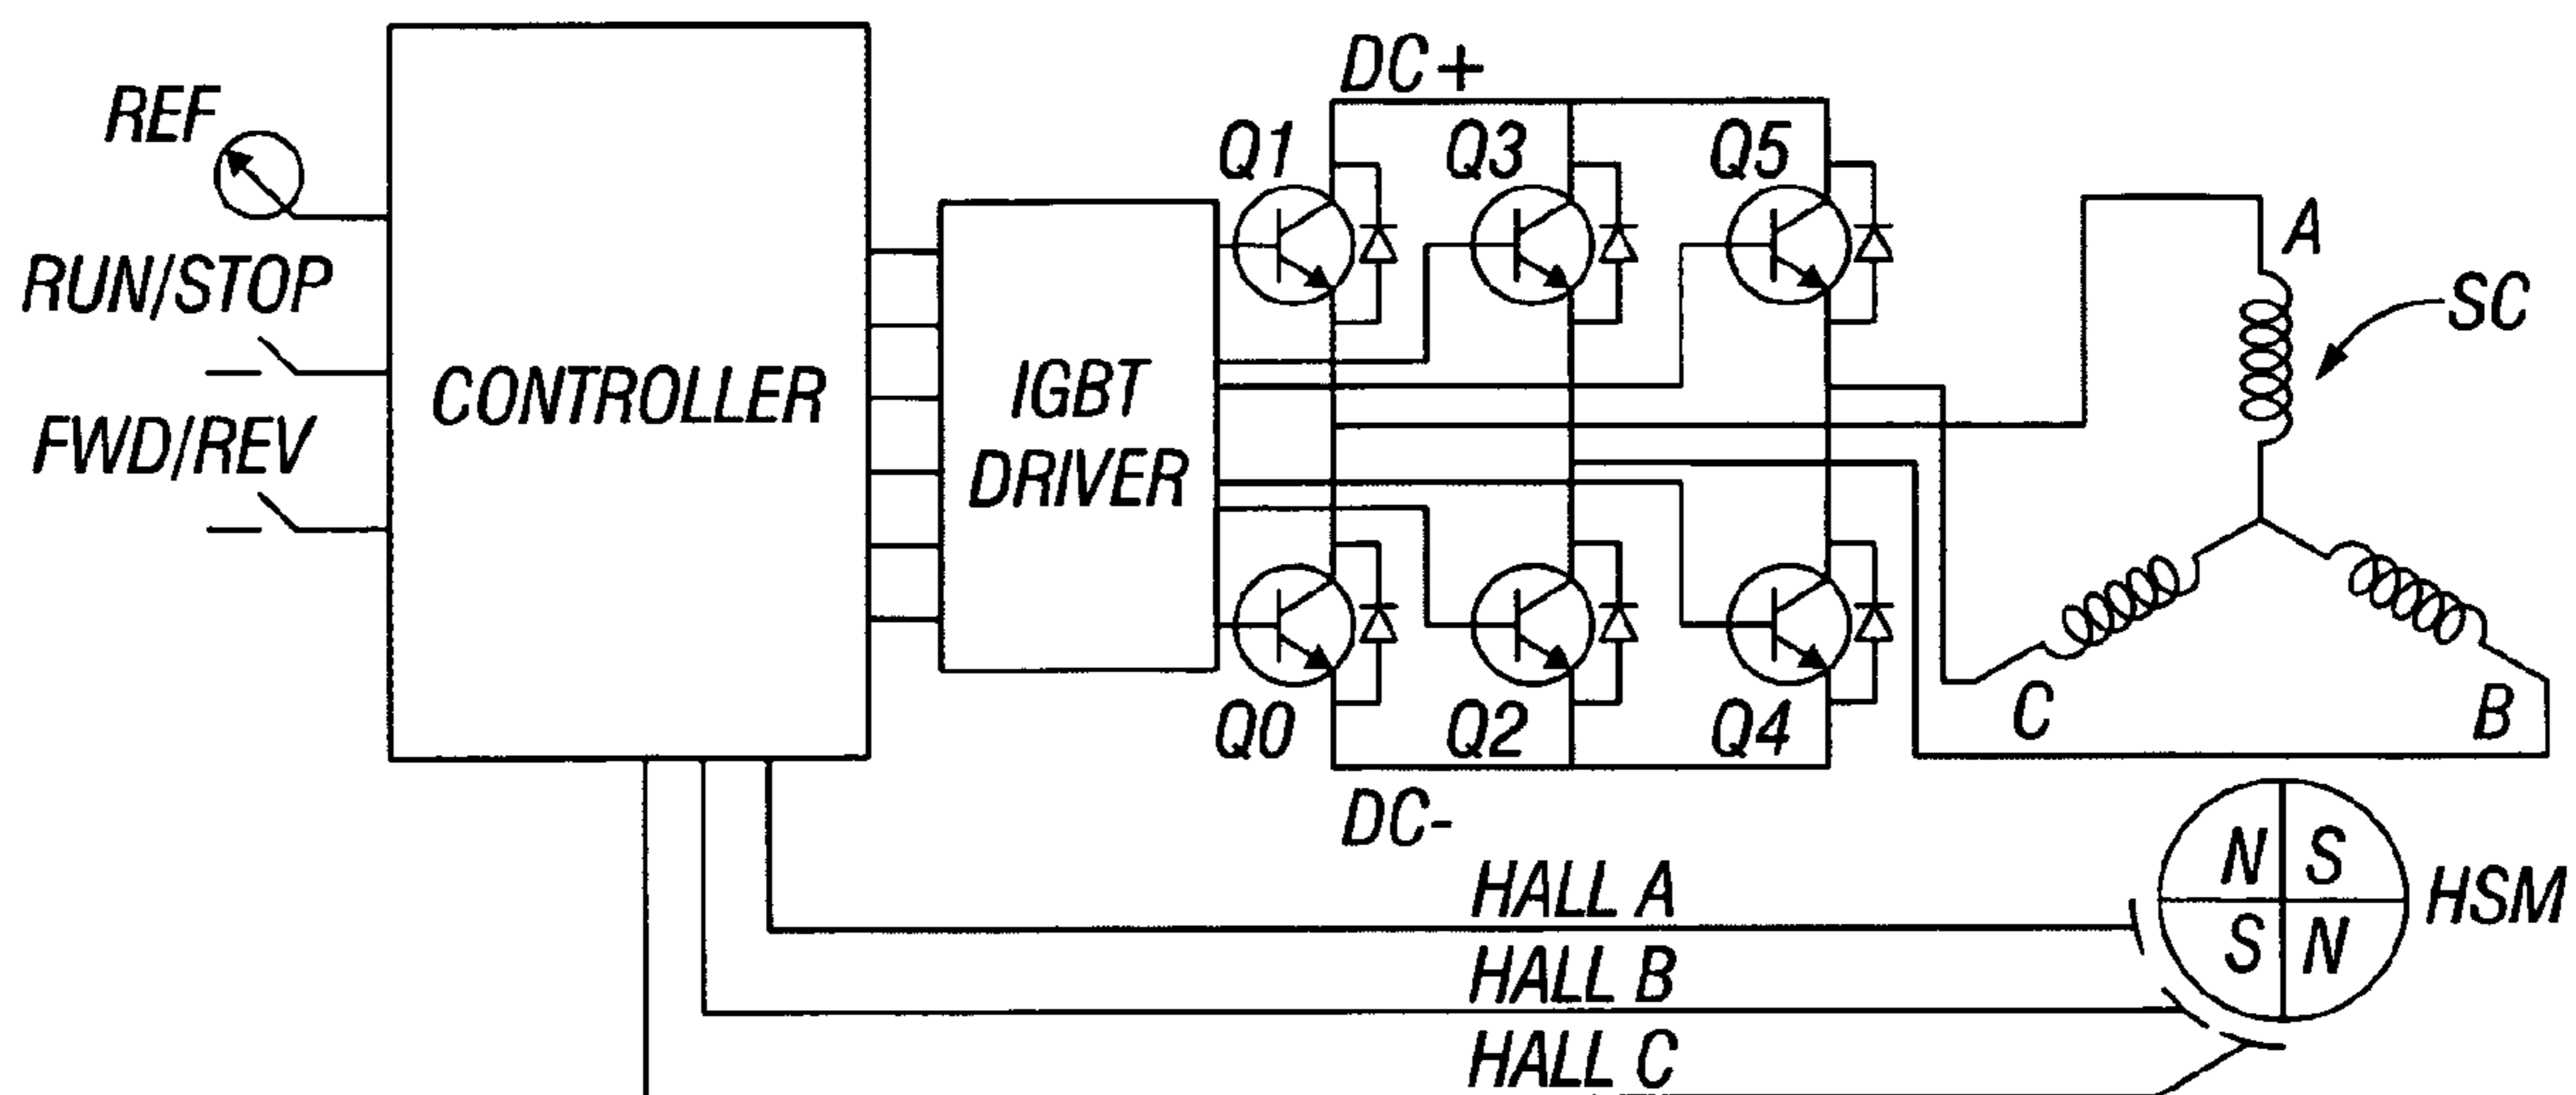 REF
RUN/STOP
FWD/REV
CONTROLLER
IGBT
DRIVER
DC+
Q1
Q3
Q5
Q0
Q2
Q4
DC-
A
SC
C
B
HALL A
HALL B
HALL C
N S
S N
HSM